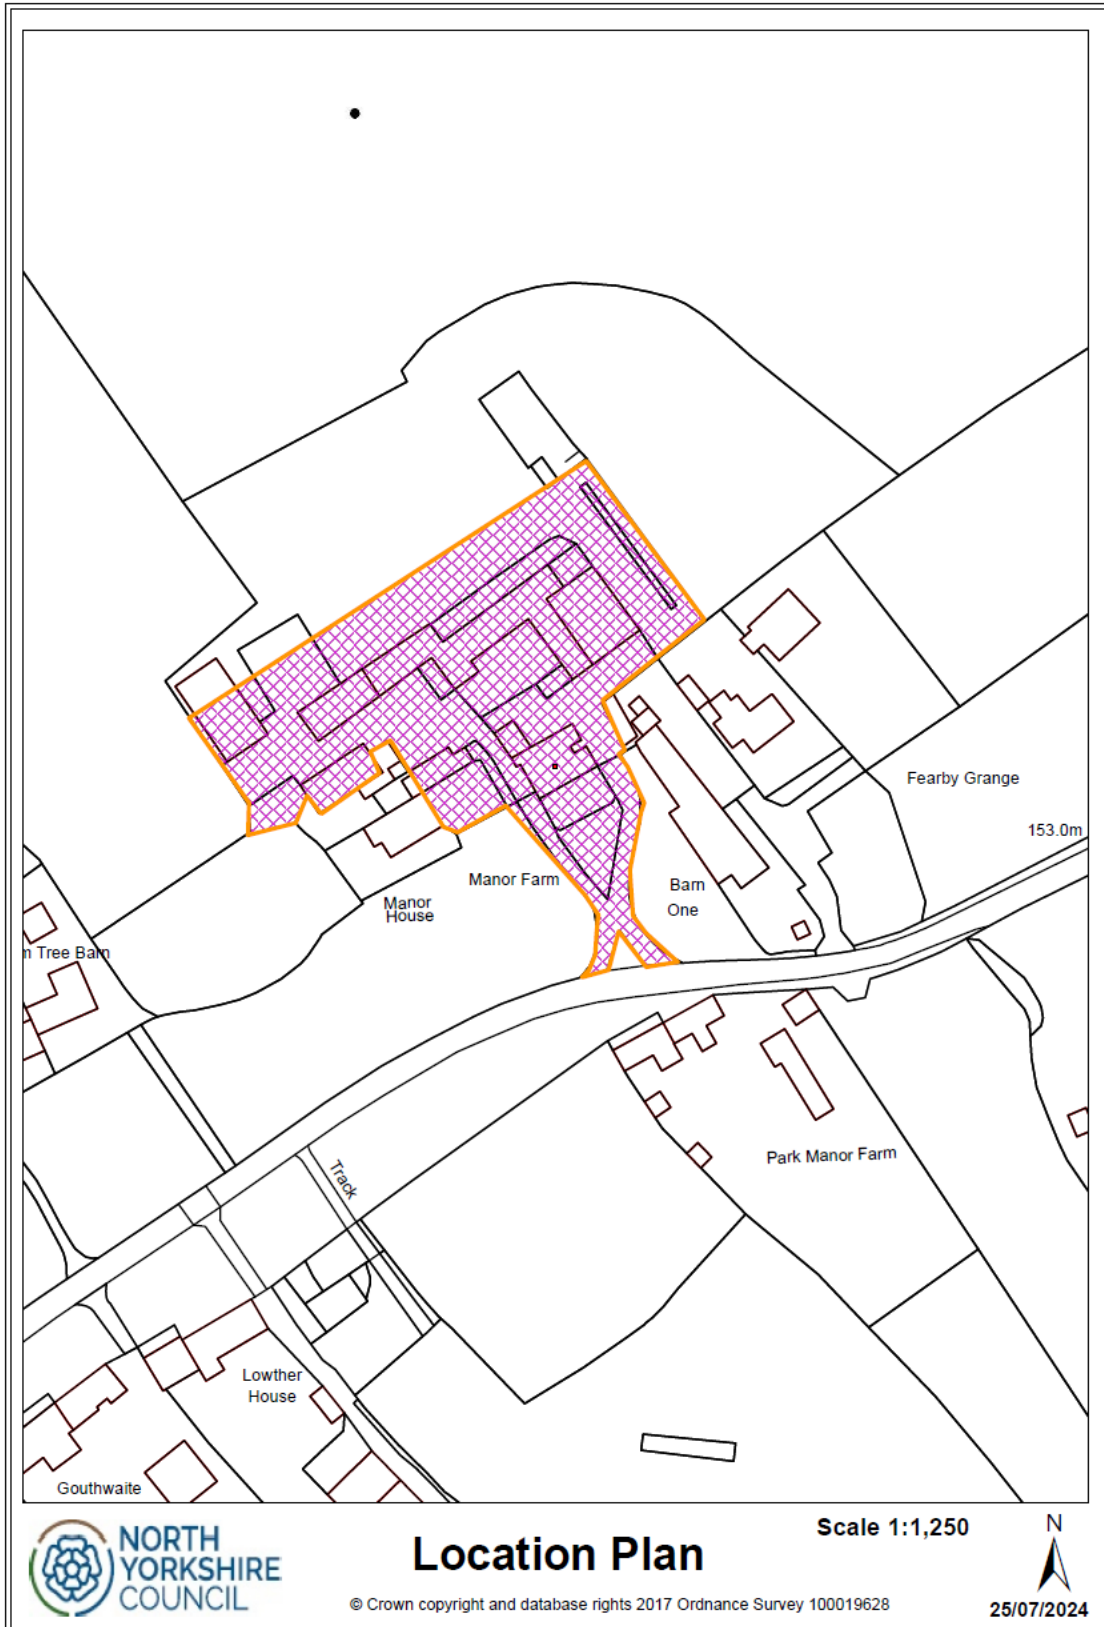 Fearby Grange
153.0m
Manor Farm
Barn
One
Manor
House
Tree Barn
Track
Park Manor Farm
Lowther
House
Gouthwaite
NORTH
YORKSHIRE
COUNCIL
Location Plan
Scale 1:1,250
N
© Crown copyright and database rights 2017 Ordnance Survey 100019628
25/07/2024